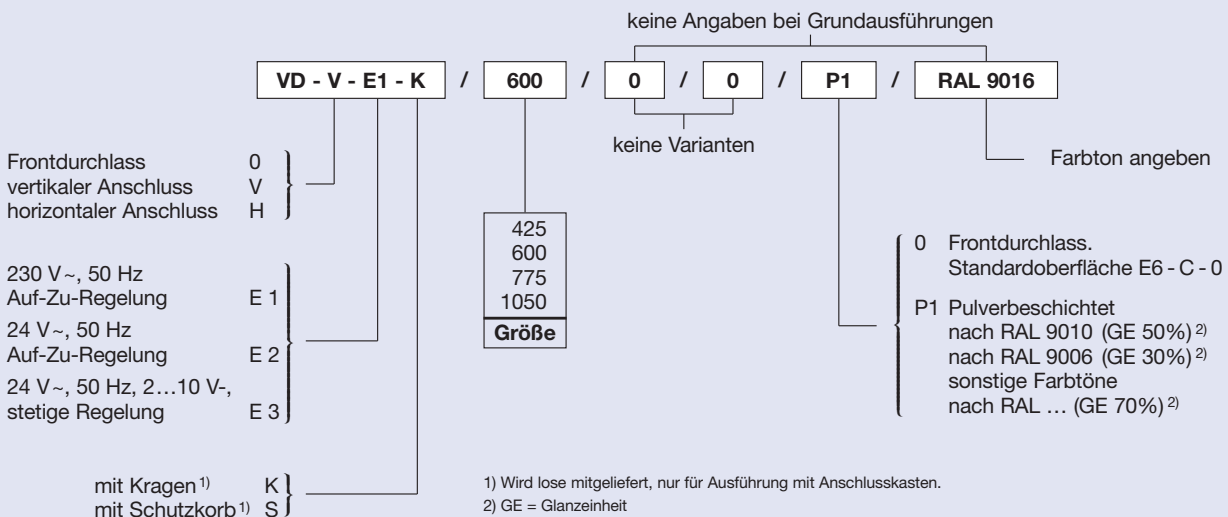 keine Angaben bei Grundausführungen
VD - V - E1 - K / 600 / 0 / 0 / P1 / RAL 9016
keine Varianten
Farbton angeben
Frontdurchlass 0
vertikaler Anschluss V
horizontaler Anschluss H
230 V~, 50 Hz
Auf-Zu-Regelung E 1
24 V~, 50 Hz
Auf-Zu-Regelung E 2
24 V~, 50 Hz, 2…10 V-,
stetige Regelung E 3
mit Kragen 1) K
mit Schutzkorb 1) S
425
600
775
1050
Größe
0 Frontdurchlass.
Standardoberfläche E6 - C - 0
P1 Pulverbeschichtet
nach RAL 9010 (GE 50%) 2)
nach RAL 9006 (GE 30%) 2)
sonstige Farbtöne
nach RAL … (GE 70%) 2)
1) Wird lose mitgeliefert, nur für Ausführung mit Anschlusskasten.
2) GE = Glanzeinheit